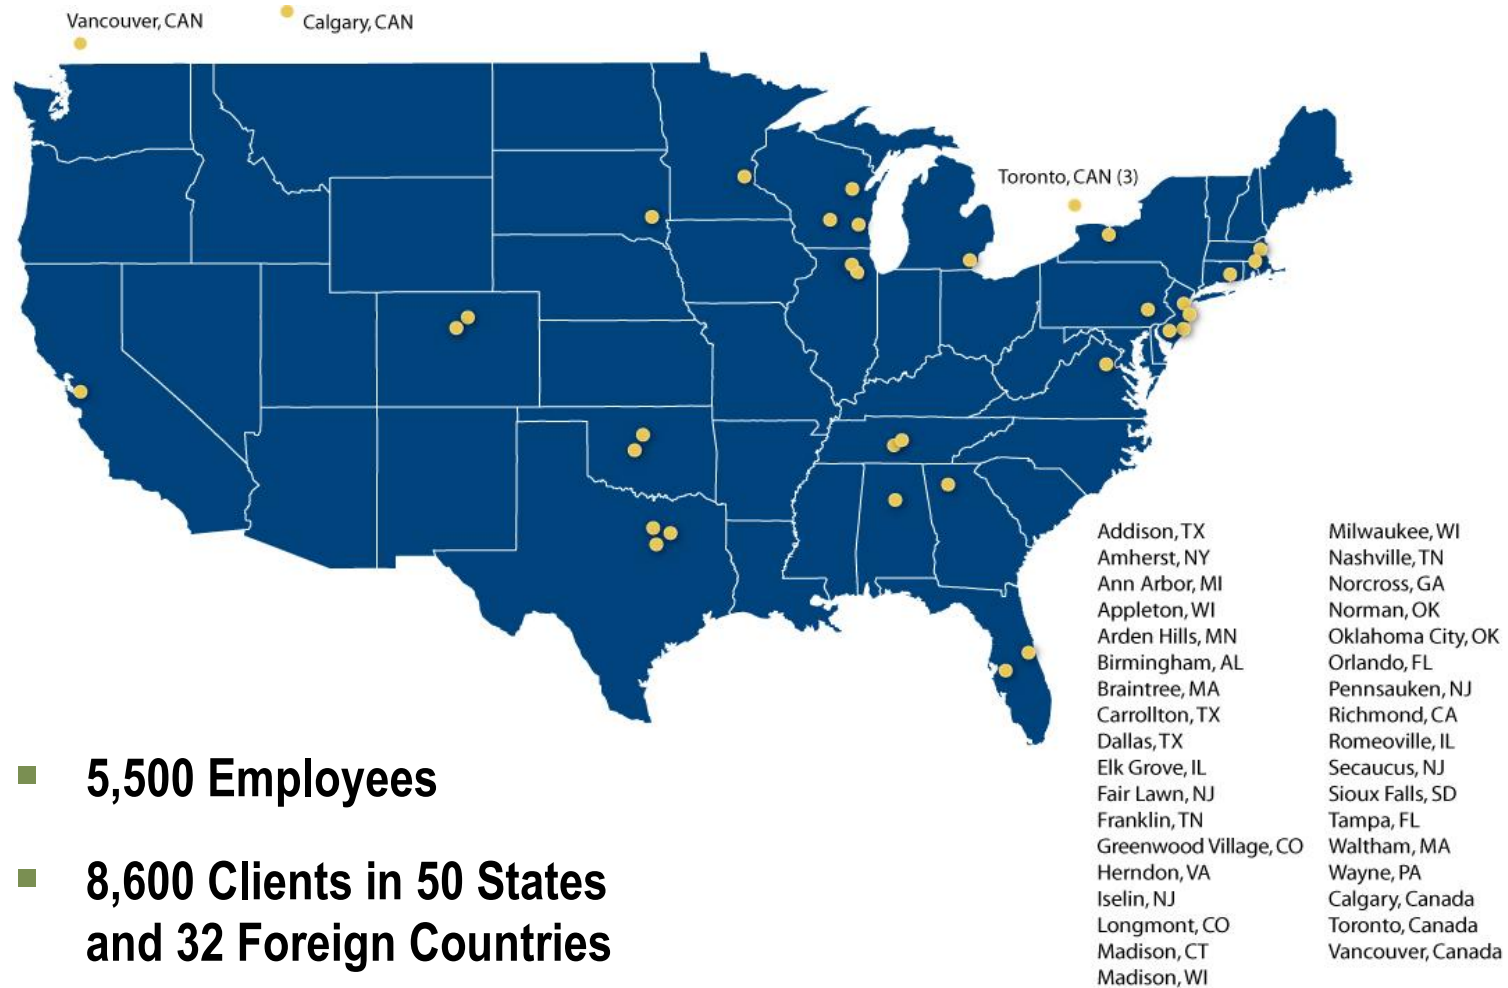 Vancouver, CAN
Calgary, CAN
Toronto, CAN (3)
Addison, TX
Amherst, NY
Ann Arbor, MI
Appleton, WI
Arden Hills, MN
Birmingham, AL
Braintree, MA
Carrollton, TX
Dallas, TX
Elk Grove, IL
Fair Lawn, NJ
Franklin, TN
Greenwood Village, CO
Herndon, VA
Iselin, NJ
Longmont, CO
Madison, CT
Madison, WI
Milwaukee, WI
Nashville, TN
Norcross, GA
Norman, OK
Oklahoma City, OK
Orlando, FL
Pennsauken, NJ
Richmond, CA
Romeoville, IL
Secaucus, NJ
Sioux Falls, SD
Tampa, FL
Waltham, MA
Wayne, PA
Calgary, Canada
Toronto, Canada
Vancouver, Canada
5,500 Employees
8,600 Clients in 50 States
and 32 Foreign Countries